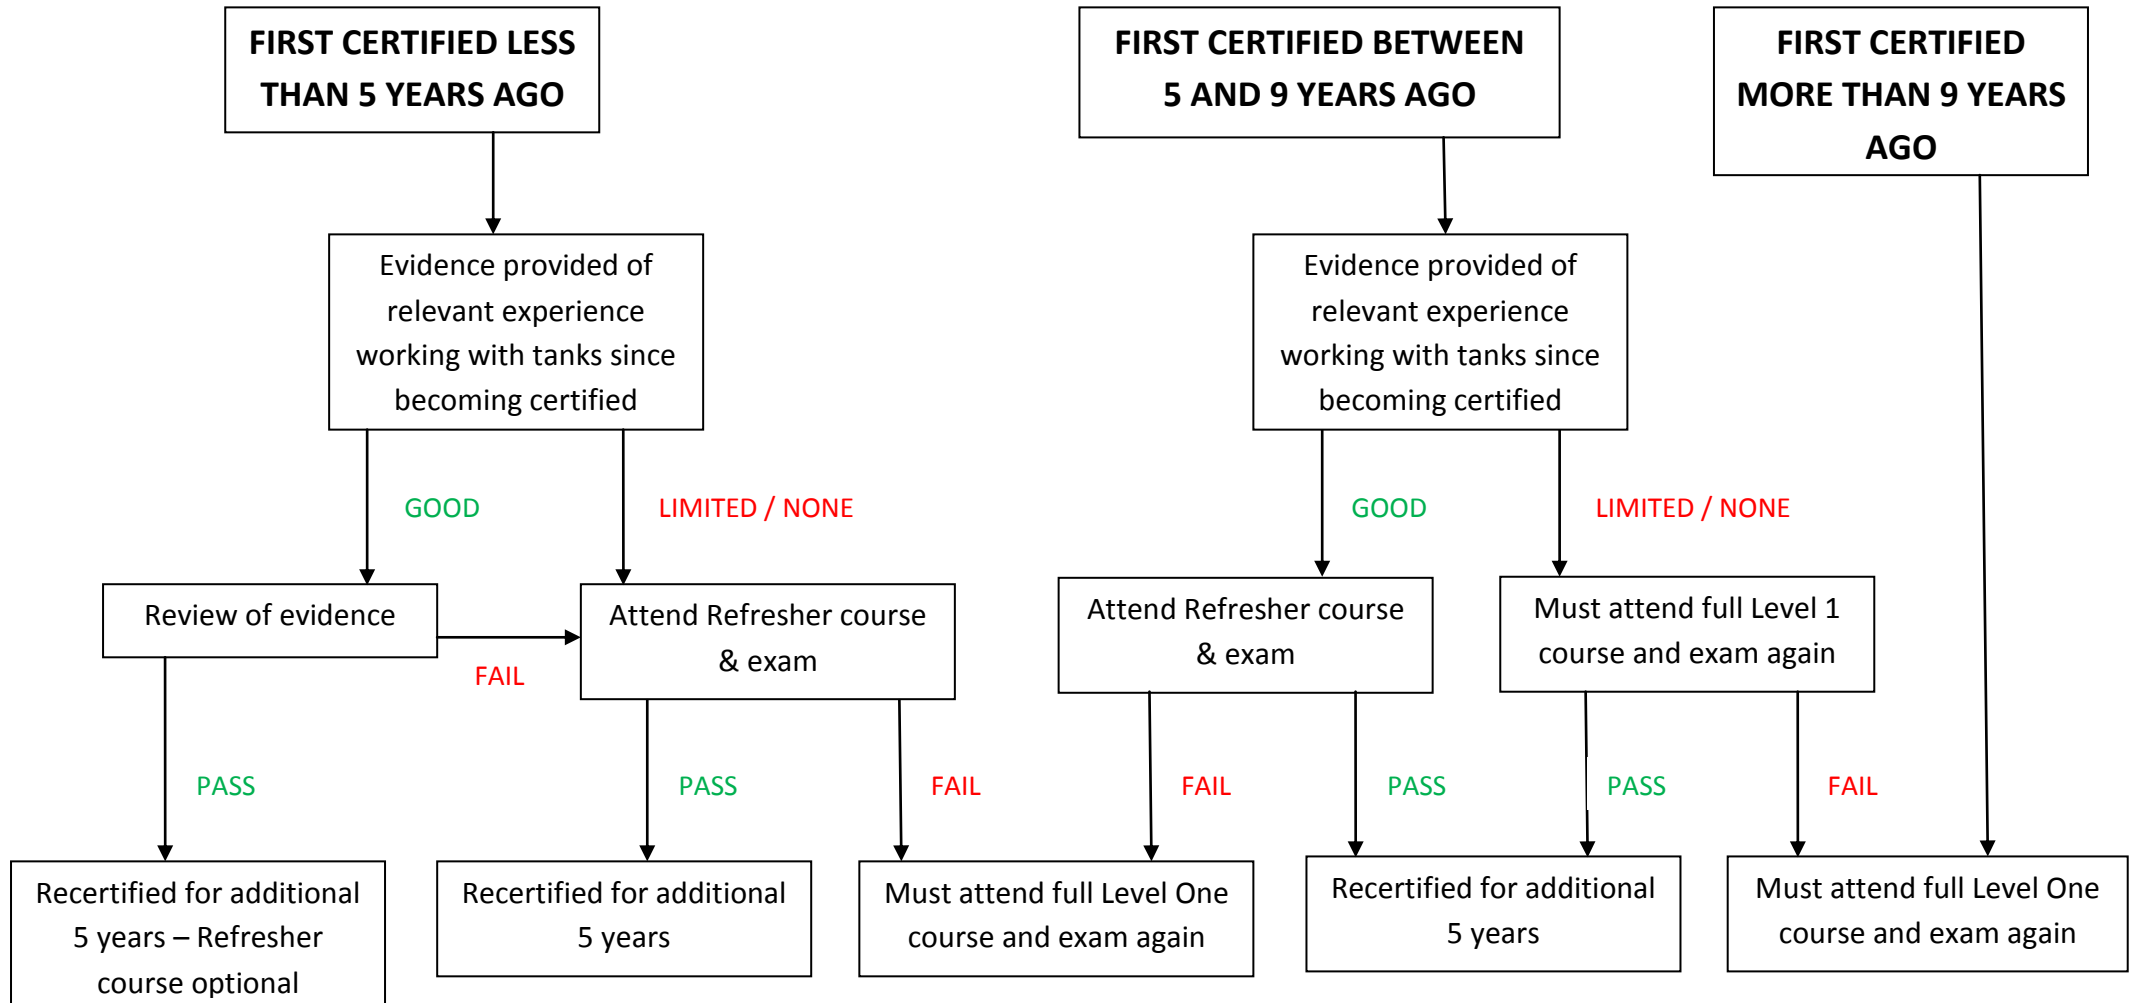 FIRST CERTIFIED LESS
THAN 5 YEARS AGO
FIRST CERTIFIED BETWEEN
5 AND 9 YEARS AGO
FIRST CERTIFIED
MORE THAN 9 YEARS
AGO
Evidence provided of
relevant experience
working with tanks since
becoming certified
Evidence provided of
relevant experience
working with tanks since
becoming certified
GOOD
LIMITED / NONE
GOOD
LIMITED / NONE
Review of evidence
FAIL
Attend Refresher course
& exam
Attend Refresher course
& exam
Must attend full Level 1
course and exam again
PASS
PASS
FAIL
FAIL
PASS
PASS
FAIL
Recertified for additional
5 years – Refresher
course optional
Recertified for additional
5 years
Must attend full Level One
course and exam again
Recertified for additional
5 years
Must attend full Level One
course and exam again